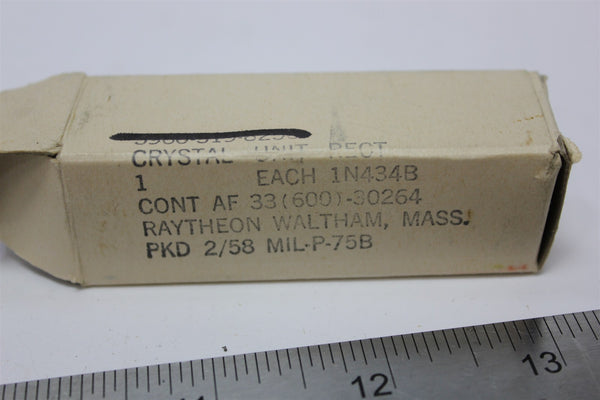 CRYSTAL UNIT RECT
1 EACH 1N434B
CONT AF 33(600)-30264
RAYTHEON WALTHAM, MASS.
PKD 2/58 MIL-P-75B
12 13